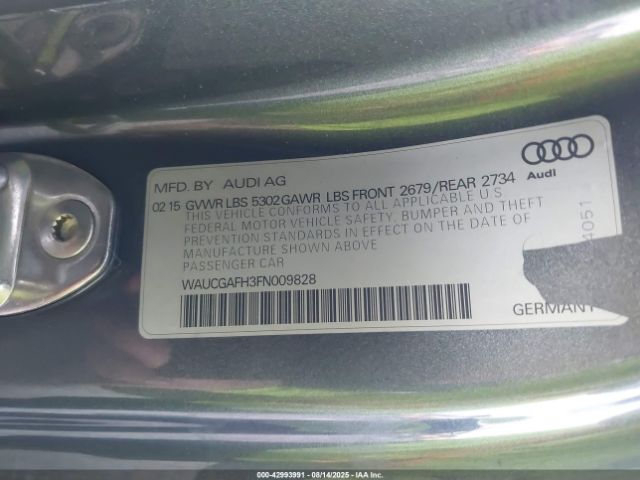 MFD. BY AUDI AG
Audi
02 15 GVWR LBS 5302 GAWR LBS FRONT 2679/REAR 2734
THIS VEHICLE CONFORMS TO ALL APPLICABLE U S
FEDERAL MOTOR VEHICLE SAFETY, BUMPER AND THEFT
PREVENTION STANDARDS IN EFFECT ON THE DATE OF
MANUFACTURE SHOWN ABOVE
PASSENGER CAR
WAUCGAFH3FN009828
4051
GERMANY
000-42993991 - 08/14/2025 - IAAI, Inc.